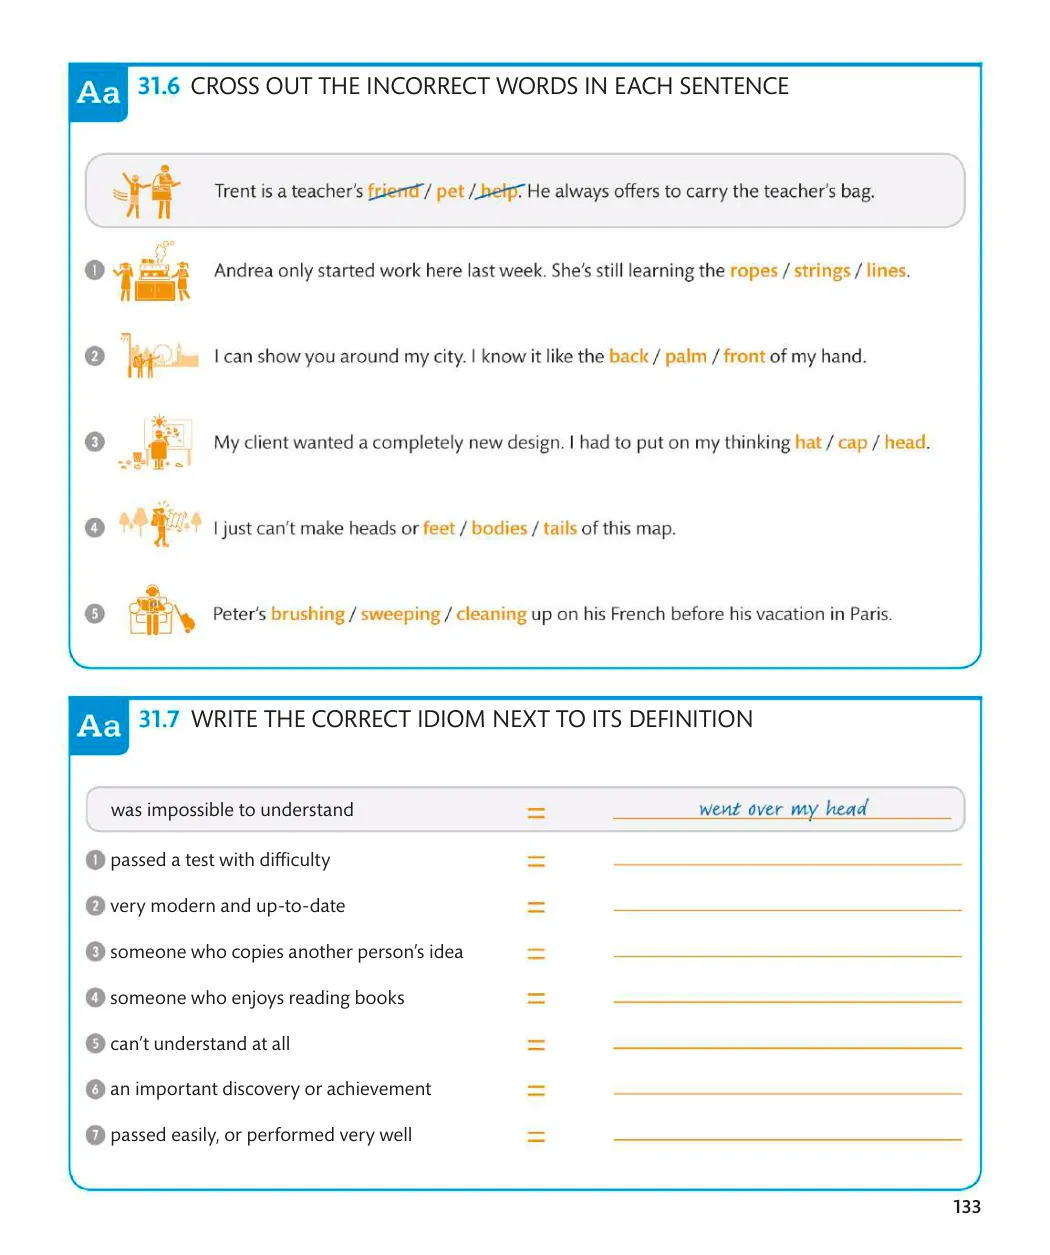 Aa 31.6 CROSS OUT THE INCORRECT WORDS IN EACH SENTENCE
Trent is a teacher's friend / pet / help. He always offers to carry the teacher's bag.
1 Andrea only started work here last week. She's still learning the ropes / strings / lines.
2 I can show you around my city. I know it like the back / palm / front of my hand.
3 My client wanted a completely new design. I had to put on my thinking hat / cap / head.
4 I just can't make heads or feet / bodies / tails of this map.
5 Peter's brushing / sweeping / cleaning up on his French before his vacation in Paris.
Aa 31.7 WRITE THE CORRECT IDIOM NEXT TO ITS DEFINITION
was impossible to understand = went over my head
1 passed a test with difficulty =
2 very modern and up-to-date =
3 someone who copies another person's idea =
4 someone who enjoys reading books =
5 can't understand at all =
6 an important discovery or achievement =
7 passed easily, or performed very well =
133